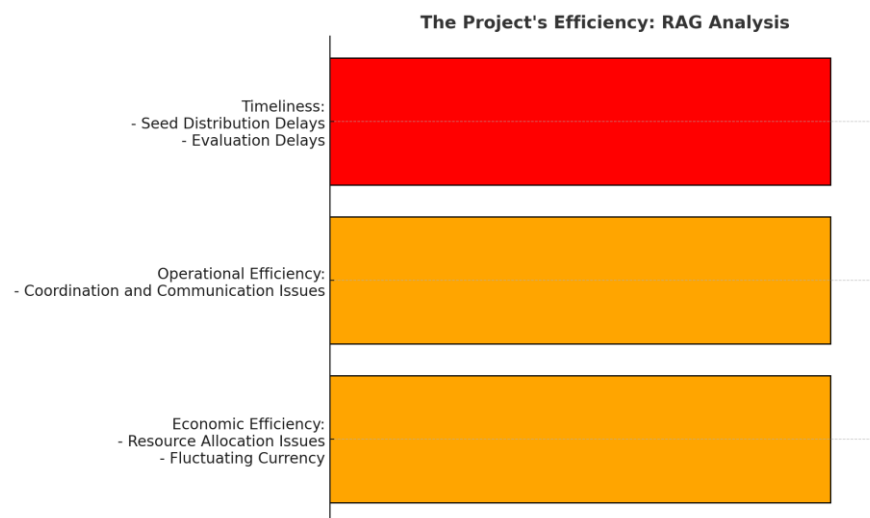 The Project's Efficiency: RAG Analysis
Timeliness:
- Seed Distribution Delays
- Evaluation Delays
Operational Efficiency:
- Coordination and Communication Issues
Economic Efficiency:
- Resource Allocation Issues
- Fluctuating Currency